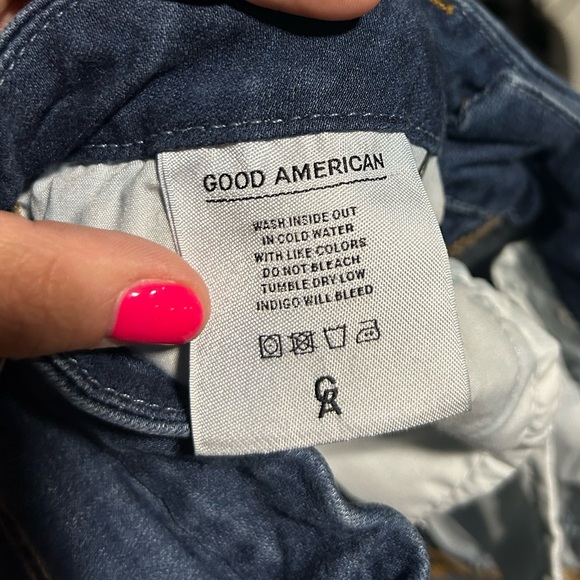 GOOD AMERICAN
WASH INSIDE OUT
IN COLD WATER
WITH LIKE COLORS
DO NOT BLEACH
TUMBLE DRY LOW
INDIGO WILL BLEED
GA